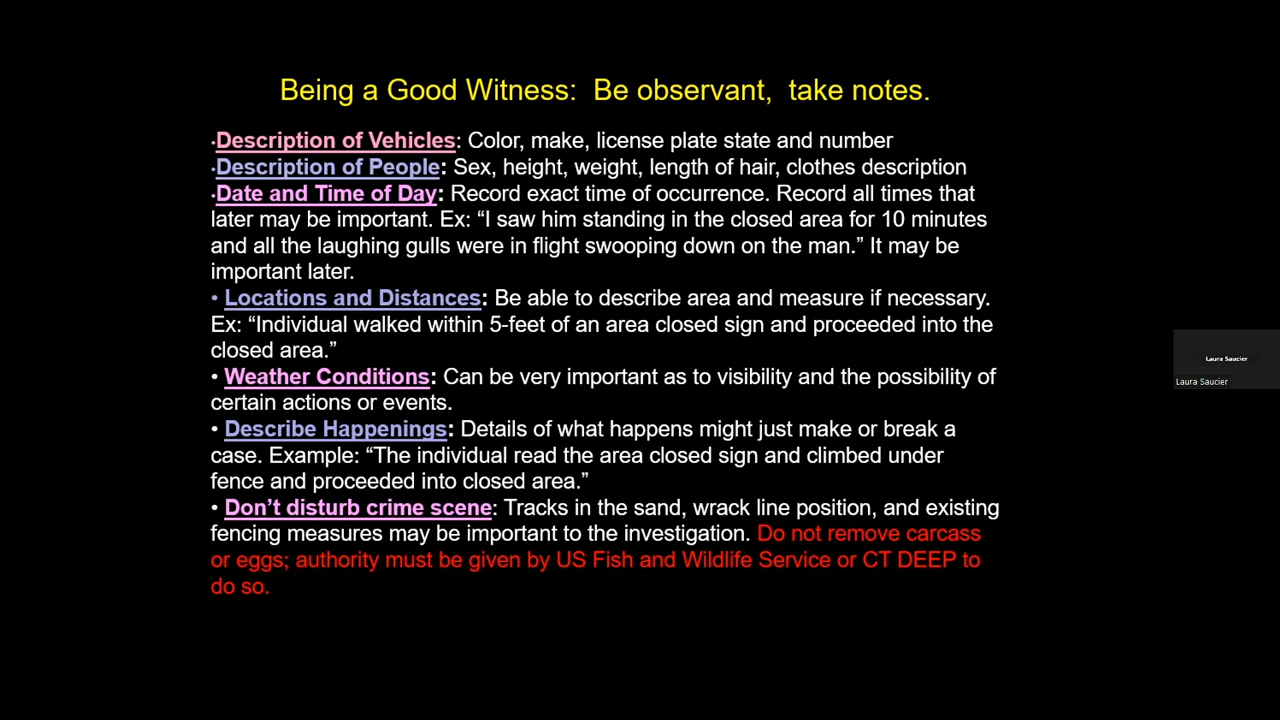 Being a Good Witness:  Be observant,  take notes.
·Description of Vehicles: Color, make, license plate state and number
·Description of People: Sex, height, weight, length of hair, clothes description
·Date and Time of Day: Record exact time of occurrence. Record all times that
later may be important. Ex: “I saw him standing in the closed area for 10 minutes
and all the laughing gulls were in flight swooping down on the man.” It may be
important later.
• Locations and Distances: Be able to describe area and measure if necessary.
Ex: “Individual walked within 5-feet of an area closed sign and proceeded into the
closed area.”
• Weather Conditions: Can be very important as to visibility and the possibility of
certain actions or events.
• Describe Happenings: Details of what happens might just make or break a
case. Example: “The individual read the area closed sign and climbed under
fence and proceeded into closed area.”
• Don’t disturb crime scene: Tracks in the sand, wrack line position, and existing
fencing measures may be important to the investigation. Do not remove carcass
or eggs; authority must be given by US Fish and Wildlife Service or CT DEEP to
do so.
Laura Saucier
Laura Saucier